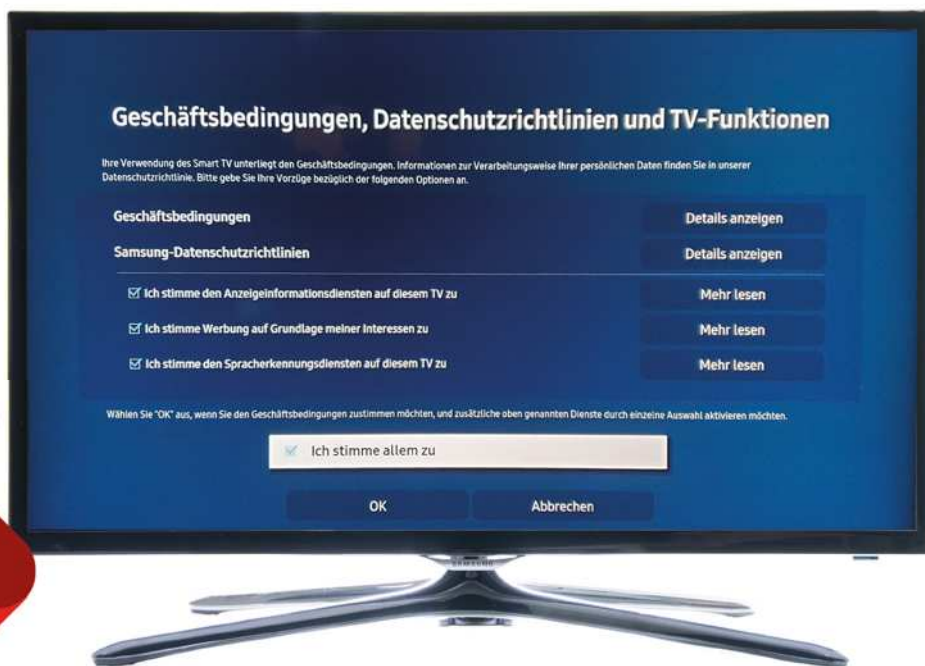 Geschäftsbedingungen, Datenschutzrichtlinien und TV-Funktionen
Ihre Verwendung des Smart TV unterliegt den Geschäftsbedingungen. Informationen zur Verarbeitungsweise Ihrer persönlichen Daten finden Sie in unserer
Datenschutzrichtlinie. Bitte gebe Sie Ihre Vorzüge bezüglich der folgenden Optionen an.
Geschäftsbedingungen Details anzeigen
Samsung-Datenschutzrichtlinien Details anzeigen
Ich stimme den Anzeigeinformationsdiensten auf diesem TV zu Mehr lesen
Ich stimme Werbung auf Grundlage meiner Interessen zu Mehr lesen
Ich stimme den Spracherkennungsdiensten auf diesem TV zu Mehr lesen
Wählen Sie "OK" aus, wenn Sie den Geschäftsbedingungen zustimmen möchten, und zusätzliche oben genannten Dienste durch einzelne Auswahl aktivieren möchten.
Ich stimme allem zu
OK Abbrechen
SAMSUNG